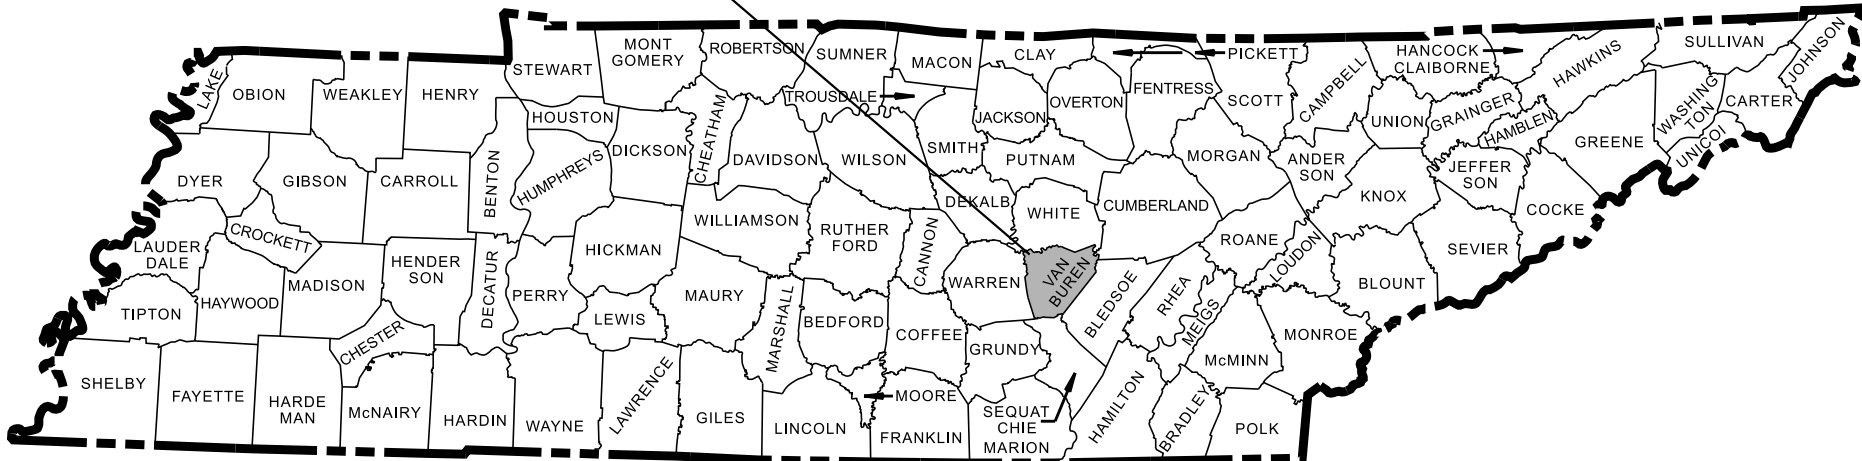 LAKE
OBION
WEAKLEY
HENRY
STEWART
MONT
GOMERY
ROBERTSON
SUMNER
MACON
CLAY
PICKETT
HANCOCK
CLAIBORNE
HAWKINS
SULLIVAN
JOHNSON
HOUSTON
DICKSON
CHEATHAM
TROUSDALE
JACKSON
OVERTON
FENTRESS
SCOTT
CAMPBELL
UNION
GRAINGER
HAMBLEN
GREENE
WASHING
TON
CARTER
UNICOI
DYER
GIBSON
CARROLL
BENTON
HUMPHREYS
DAVIDSON
WILSON
SMITH
PUTNAM
MORGAN
ANDER
SON
KNOX
JEFFER
SON
COCKE
LAUDER
DALE
CROCKETT
WILLIAMSON
RUTHER
FORD
CANNON
DEKALB
WHITE
CUMBERLAND
ROANE
LOUDON
SEVIER
TIPTON
HAYWOOD
MADISON
HENDER
SON
DECATUR
PERRY
HICKMAN
LEWIS
MAURY
MARSHALL
BEDFORD
COFFEE
WARREN
VAN
BUREN
BLEDSOE
RHEA
MEIGS
BLOUNT
MONROE
McMINN
SHELBY
FAYETTE
HARDE
MAN
CHESTER
McNAIRY
HARDIN
WAYNE
LAWRENCE
GILES
LINCOLN
MOORE
FRANKLIN
GRUNDY
SEQUAT
CHIE
MARION
HAMILTON
BRADLEY
POLK